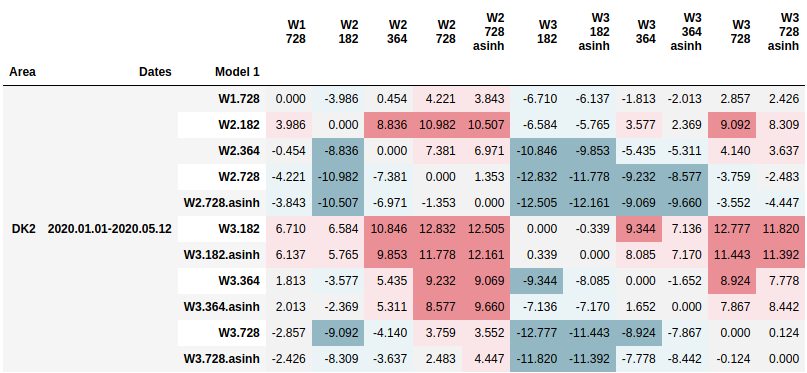 W1 728 W2 182 W2 364 W2 728 W2 728 asinh W3 182 W3 182 asinh W3 364 W3 364 asinh W3 728 W3 728 asinh
Area Dates Model 1
W1.728 0.000 -3.986 0.454 4.221 3.843 -6.710 -6.137 -1.813 -2.013 2.857 2.426
W2.182 3.986 0.000 8.836 10.982 10.507 -6.584 -5.765 3.577 2.369 9.092 8.309
W2.364 -0.454 -8.836 0.000 7.381 6.971 -10.846 -9.853 -5.435 -5.311 4.140 3.637
W2.728 -4.221 -10.982 -7.381 0.000 1.353 -12.832 -11.778 -9.232 -8.577 -3.759 -2.483
W2.728.asinh -3.843 -10.507 -6.971 -1.353 0.000 -12.505 -12.161 -9.069 -9.660 -3.552 -4.447
DK2 2020.01.01-2020.05.12 W3.182 6.710 6.584 10.846 12.832 12.505 0.000 -0.339 9.344 7.136 12.777 11.820
W3.182.asinh 6.137 5.765 9.853 11.778 12.161 0.339 0.000 8.085 7.170 11.443 11.392
W3.364 1.813 -3.577 5.435 9.232 9.069 -9.344 -8.085 0.000 -1.652 8.924 7.778
W3.364.asinh 2.013 -2.369 5.311 8.577 9.660 -7.136 -7.170 1.652 0.000 7.867 8.442
W3.728 -2.857 -9.092 -4.140 3.759 3.552 -12.777 -11.443 -8.924 -7.867 0.000 0.124
W3.728.asinh -2.426 -8.309 -3.637 2.483 4.447 -11.820 -11.392 -7.778 -8.442 -0.124 0.000